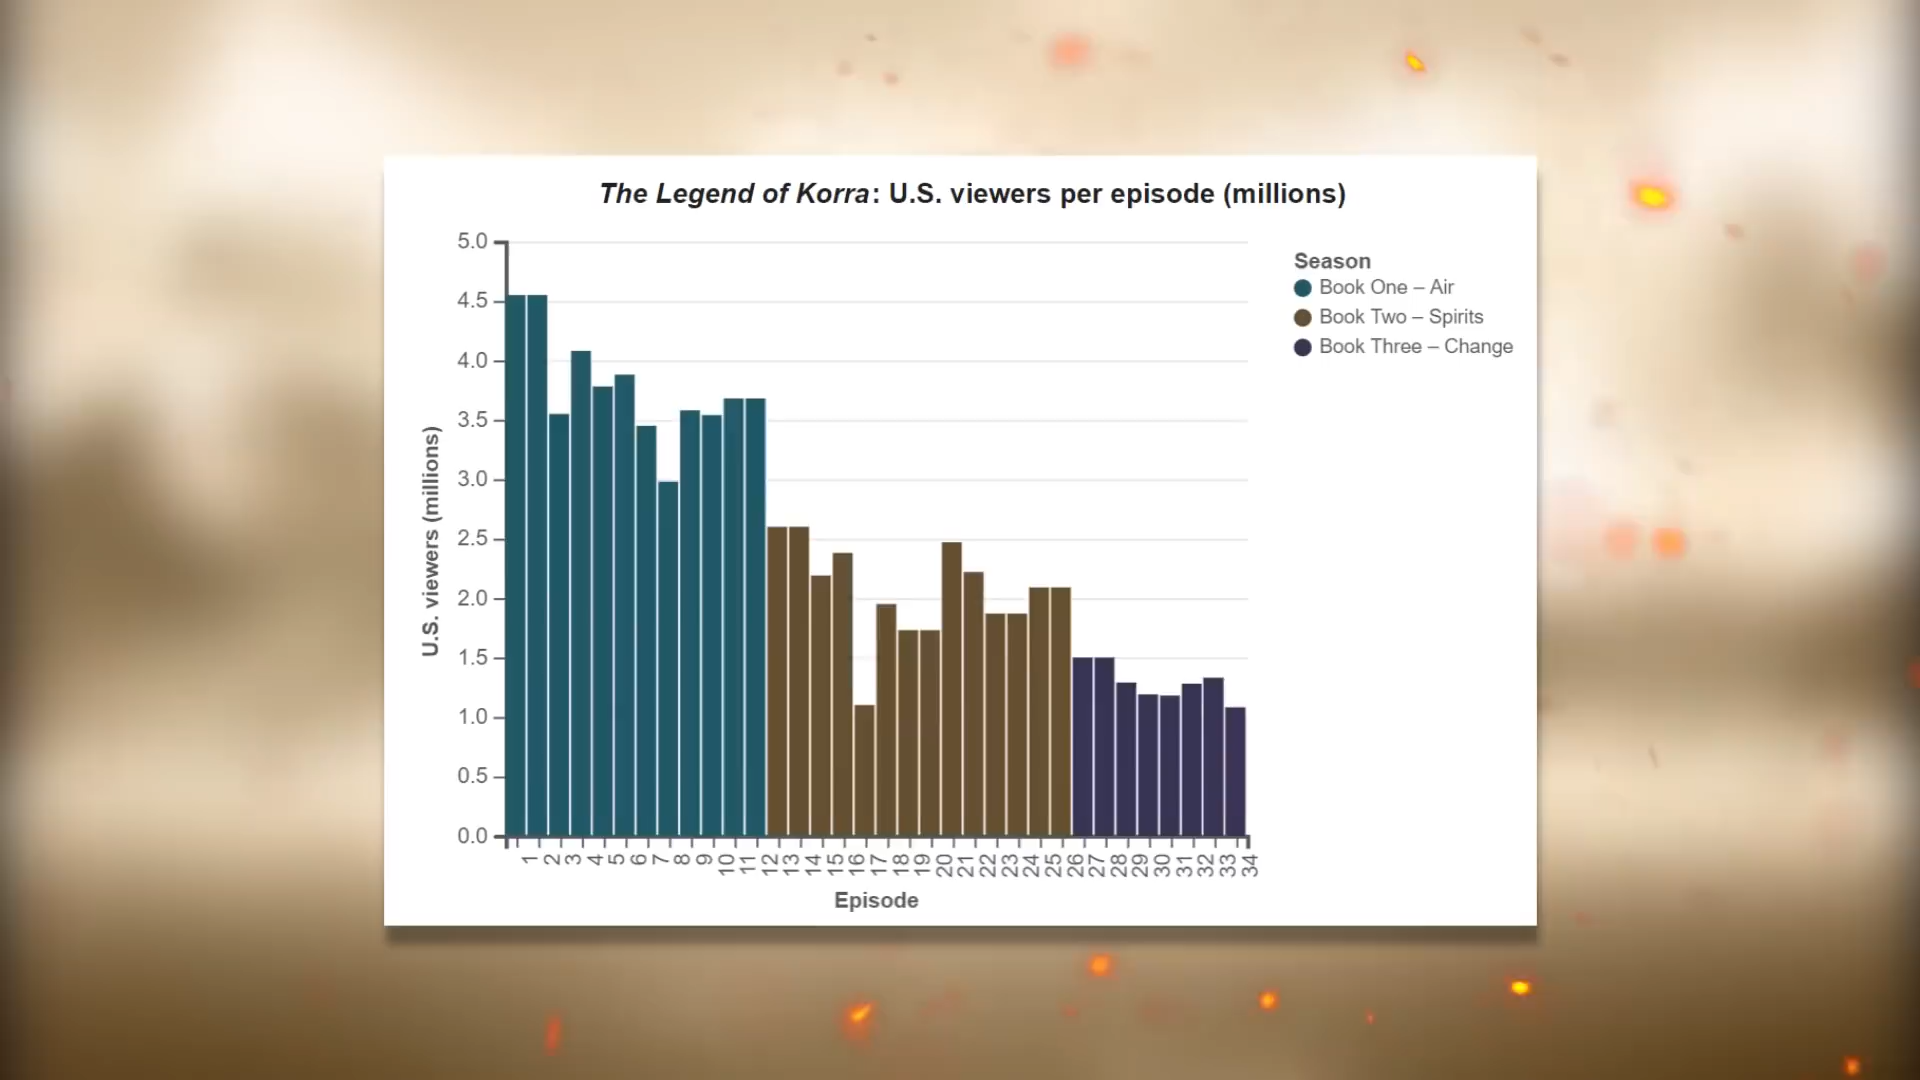 The Legend of Korra: U.S. viewers per episode (millions)
Season
Book One – Air
Book Two – Spirits
Book Three – Change
U.S. viewers (millions)
5.0
4.5
4.0
3.5
3.0
2.5
2.0
1.5
1.0
0.5
0.0
1 2 3 4 5 6 7 8 9 10 11 12 13 14 15 16 17 18 19 20 21 22 23 24 25 26 27 28 29 30 31 32 33 34
Episode